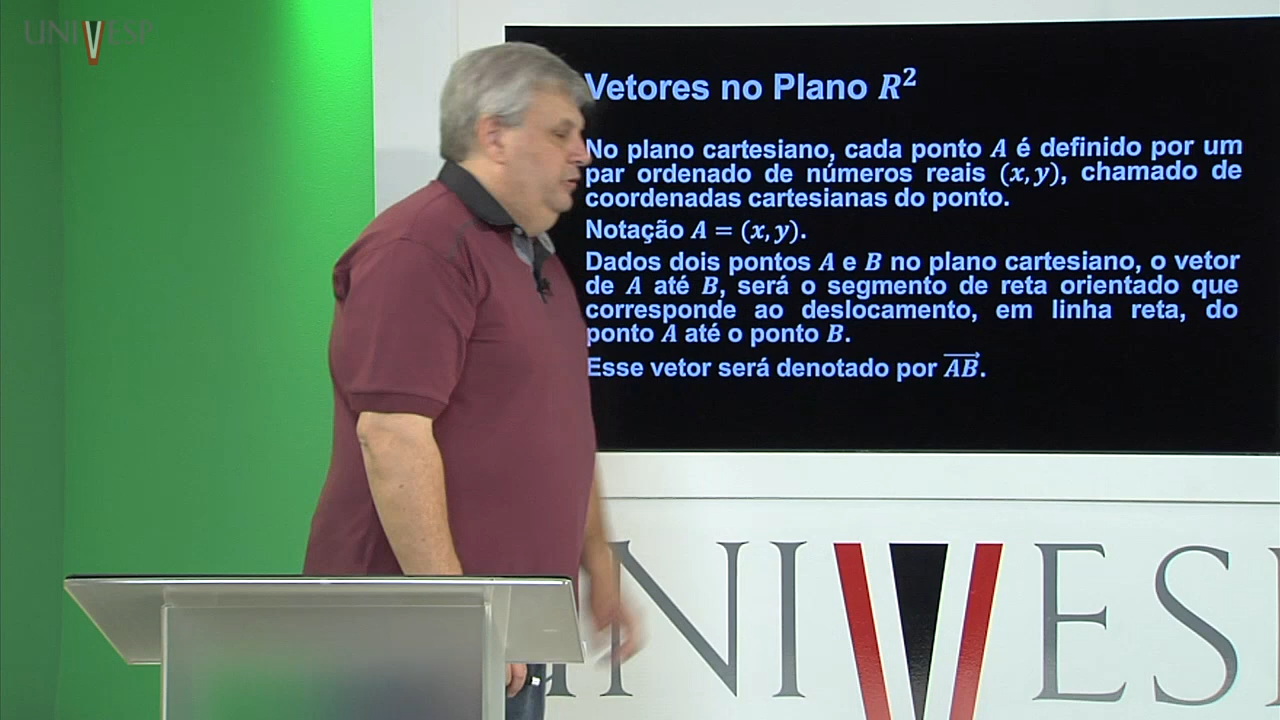 UNIVESP
Vetores no Plano R²
No plano cartesiano, cada ponto A é definido por um
par ordenado de números reais (x, y), chamado de
coordenadas cartesianas do ponto.
Notação A = (x, y).
Dados dois pontos A e B no plano cartesiano, o vetor
de A até B, será o segmento de reta orientado que
corresponde ao deslocamento, em linha reta, do
ponto A até o ponto B.
Esse vetor será denotado por \overrightarrow{AB}.
UNIVESP